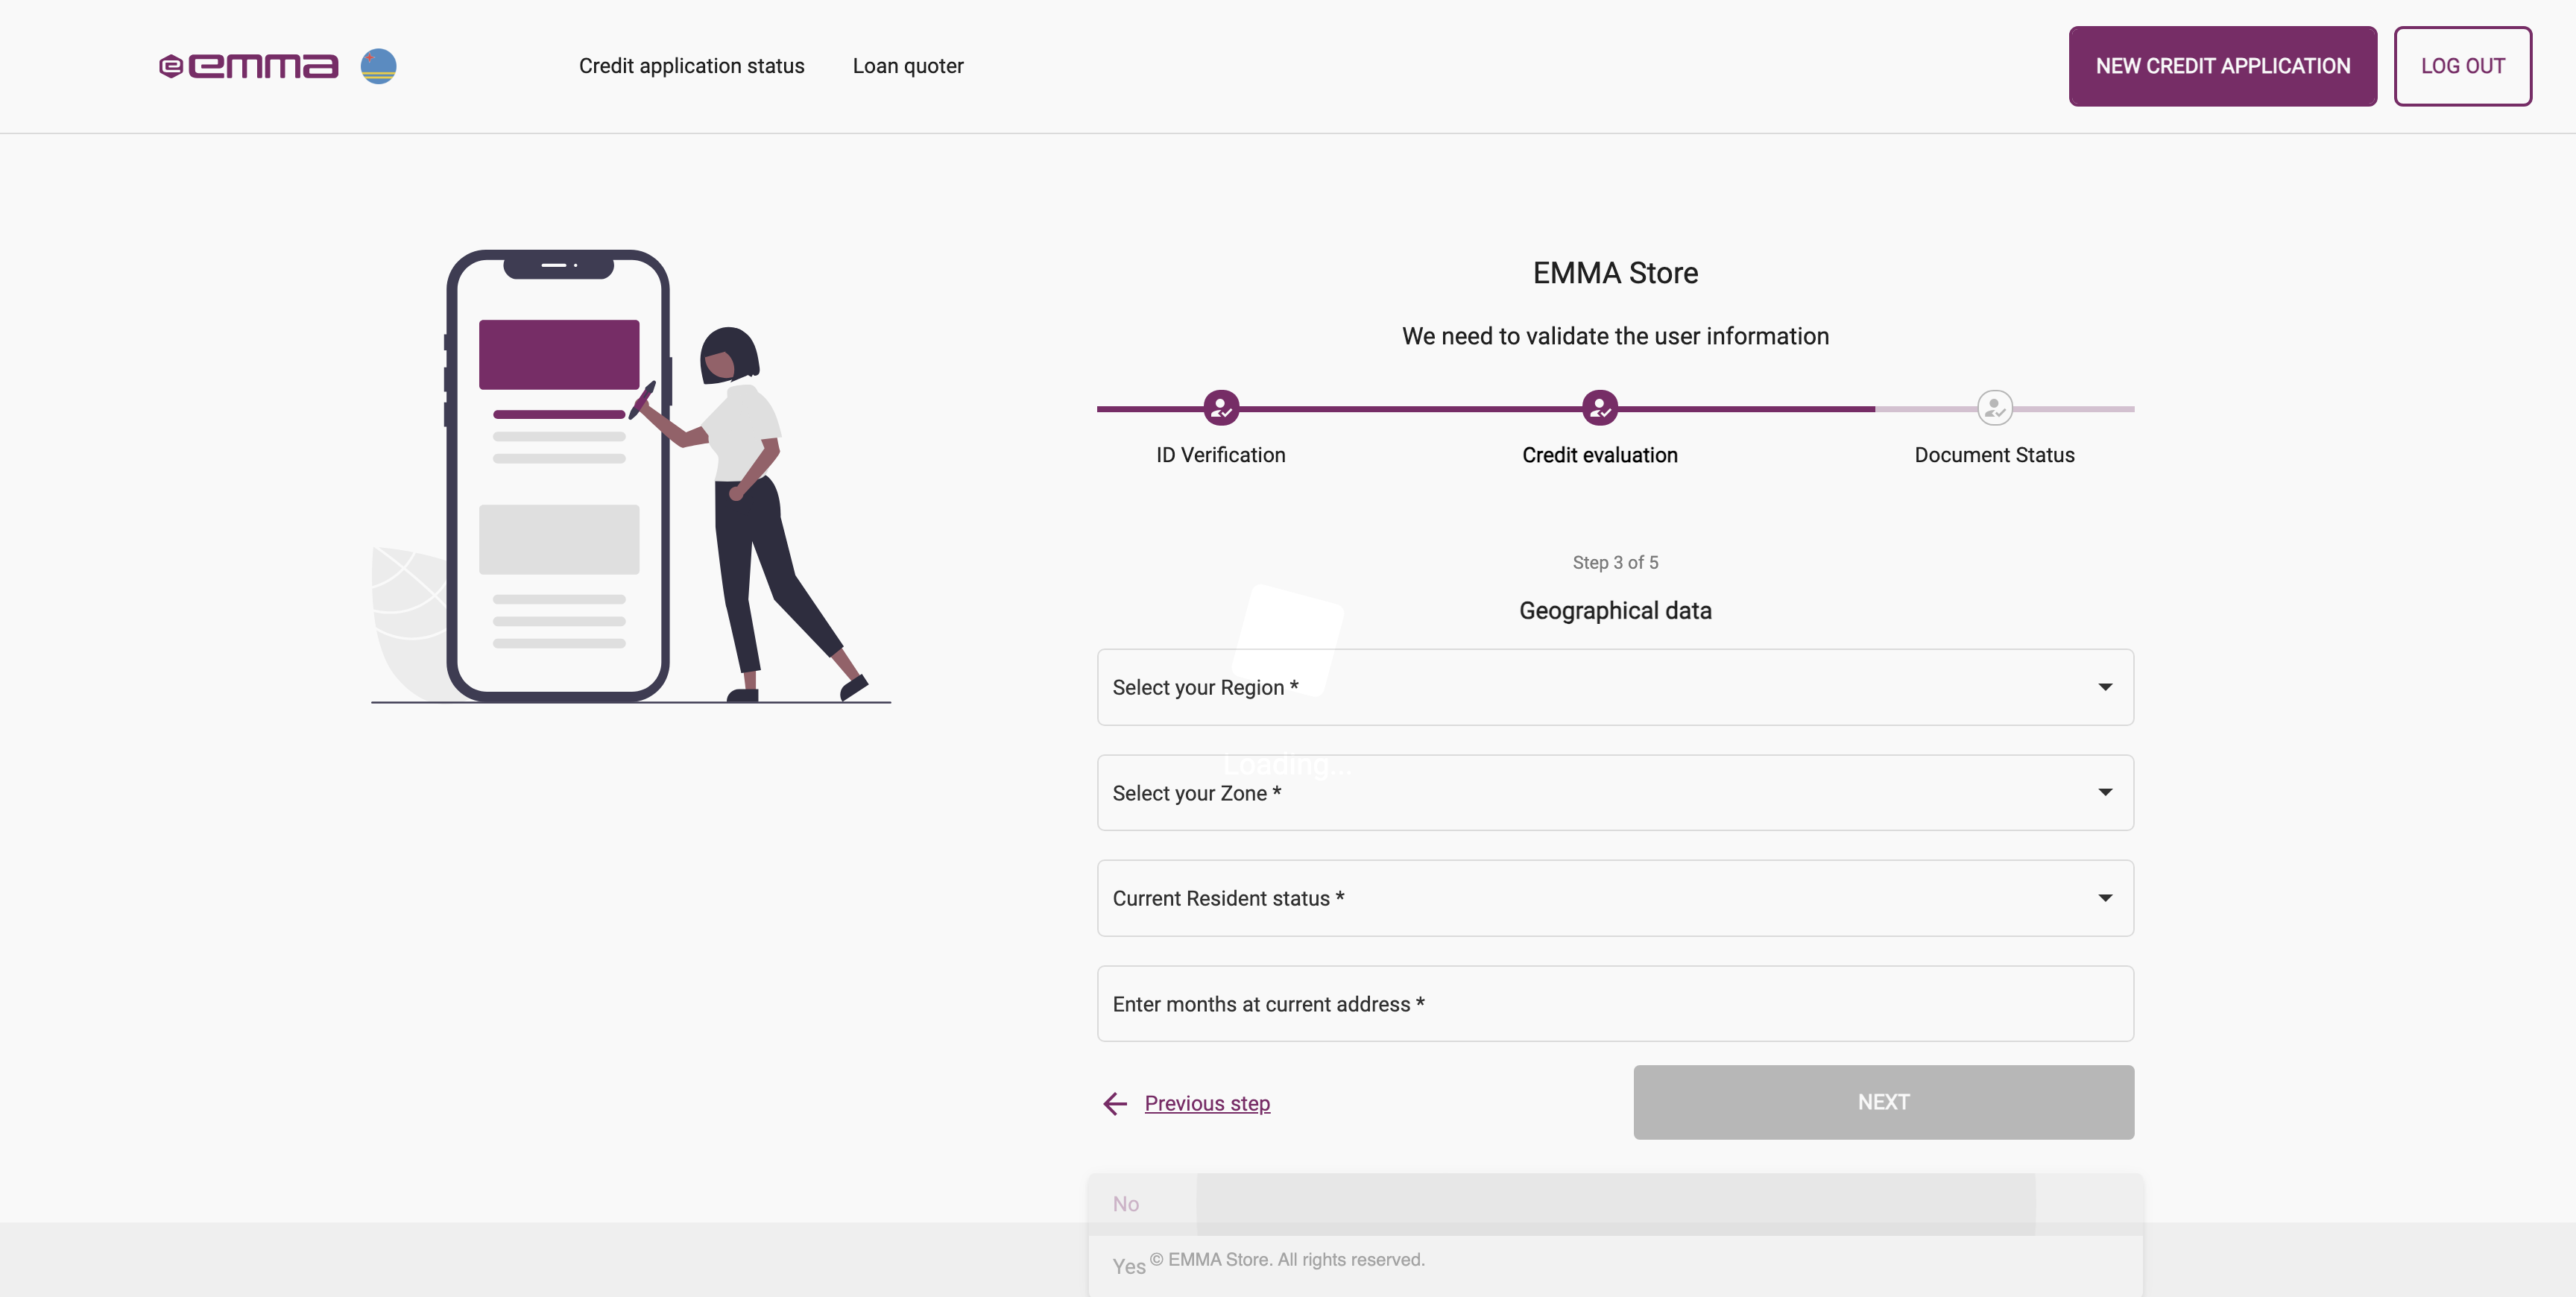 emma
Credit application status
Loan quoter
NEW CREDIT APPLICATION
LOG OUT
EMMA Store
We need to validate the user information
ID Verification
Credit evaluation
Document Status
Step 3 of 5
Geographical data
Select your Region *
Loading...
Select your Zone *
Current Resident status *
Enter months at current address *
Previous step
NEXT
No
Yes
© EMMA Store. All rights reserved.